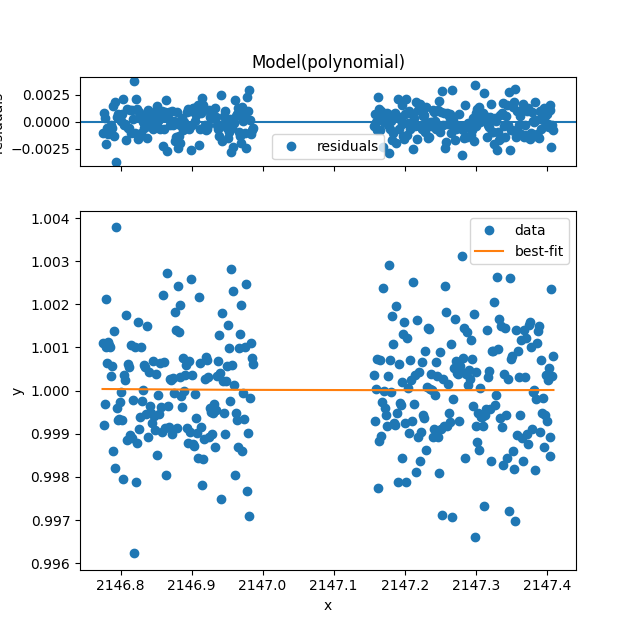 Model(polynomial)
0.0025
0.0000
−0.0025
residuals
residuals
1.004
1.003
1.002
1.001
1.000
0.999
0.998
0.997
0.996
y
data
best-fit
2146.8 2146.9 2147.0 2147.1 2147.2 2147.3 2147.4
x